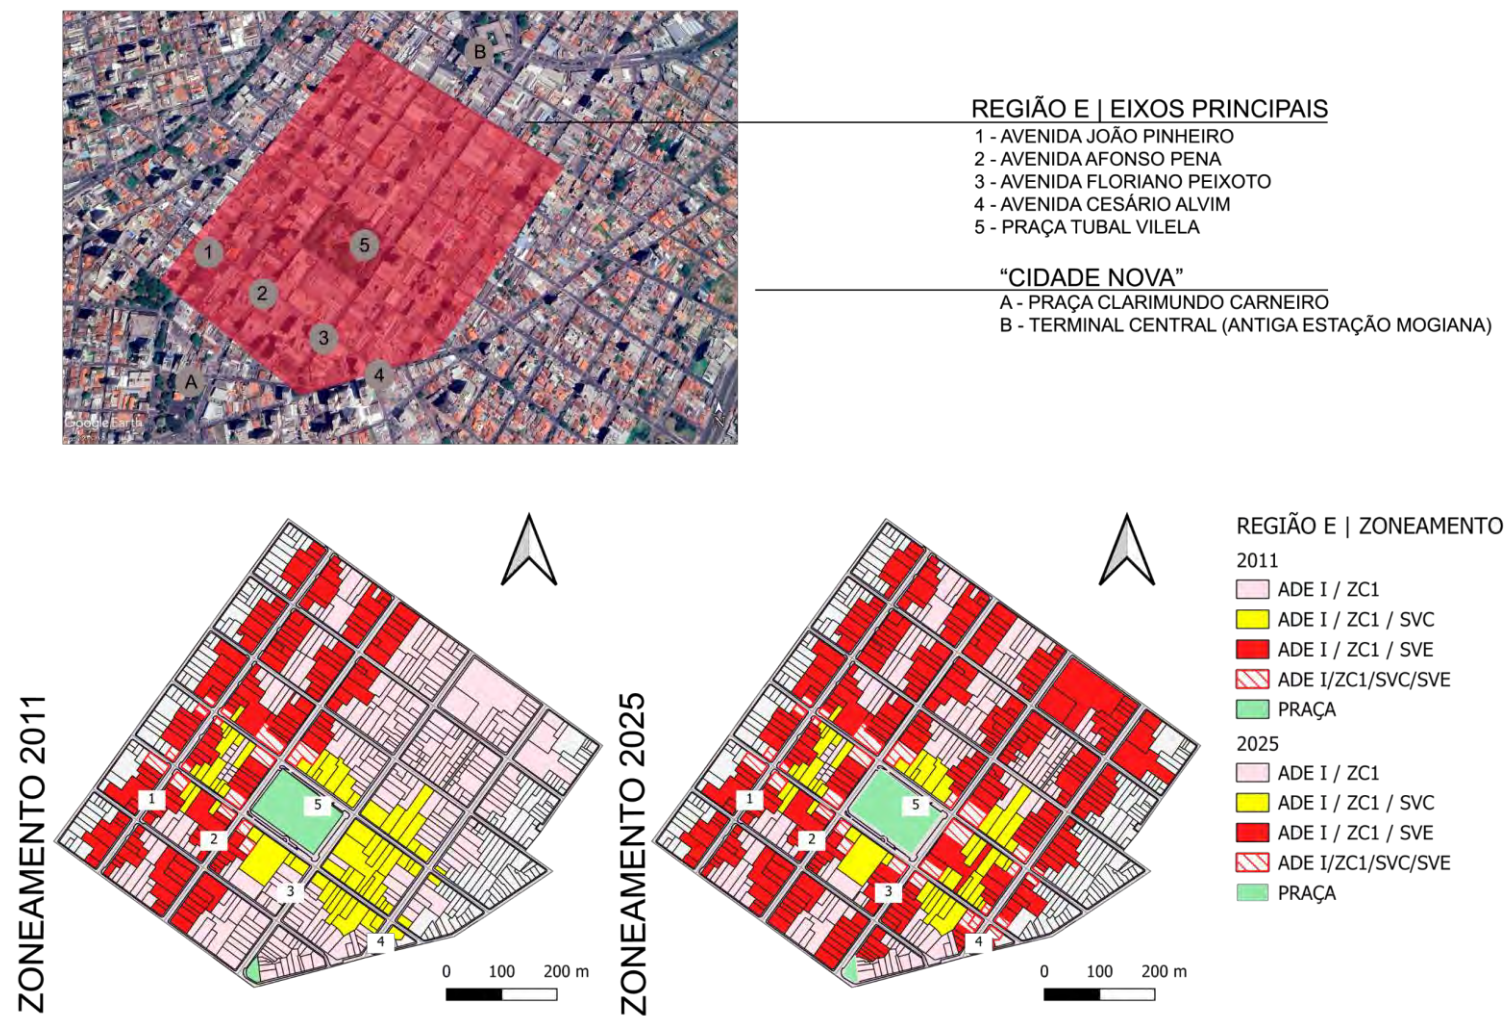 B
1
2
3
4
5
A
Google Earth
N
REGIÃO E | EIXOS PRINCIPAIS
1 - AVENIDA JOÃO PINHEIRO
2 - AVENIDA AFONSO PENA
3 - AVENIDA FLORIANO PEIXOTO
4 - AVENIDA CESÁRIO ALVIM
5 - PRAÇA TUBAL VILELA
“CIDADE NOVA”
A - PRAÇA CLARIMUNDO CARNEIRO
B - TERMINAL CENTRAL (ANTIGA ESTAÇÃO MOGIANA)
ZONEAMENTO 2011
1
2
3
4
5
0 100 200 m
ZONEAMENTO 2025
1
2
3
4
5
0 100 200 m
REGIÃO E | ZONEAMENTO
2011
ADE I / ZC1
ADE I / ZC1 / SVC
ADE I / ZC1 / SVE
ADE I/ZC1/SVC/SVE
PRAÇA
2025
ADE I / ZC1
ADE I / ZC1 / SVC
ADE I / ZC1 / SVE
ADE I/ZC1/SVC/SVE
PRAÇA